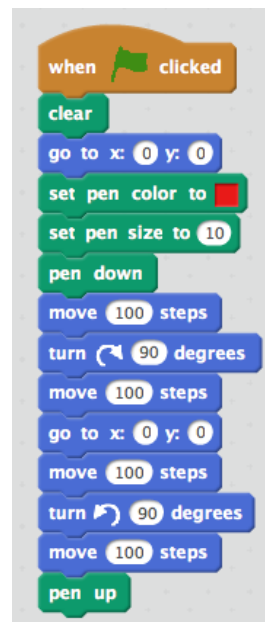 when clicked
clear
go to x: 0 y: 0
set pen color to
set pen size to 10
pen down
move 100 steps
turn 90 degrees
move 100 steps
go to x: 0 y: 0
move 100 steps
turn 90 degrees
move 100 steps
pen up